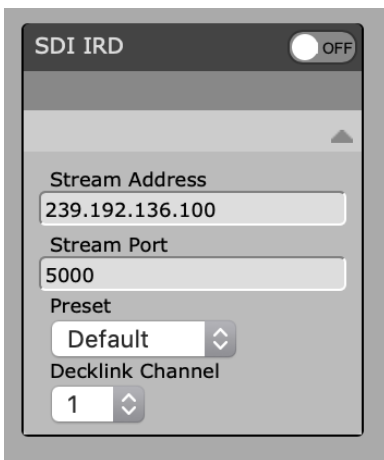 SDI IRD
OFF
Stream Address
239.192.136.100
Stream Port
5000
Preset
Default
Decklink Channel
1